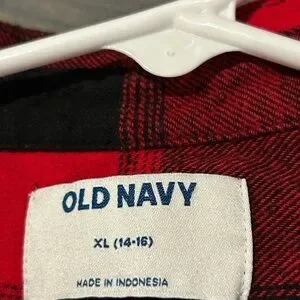 OLD NAVY
XL (14-16)
MADE IN INDONESIA